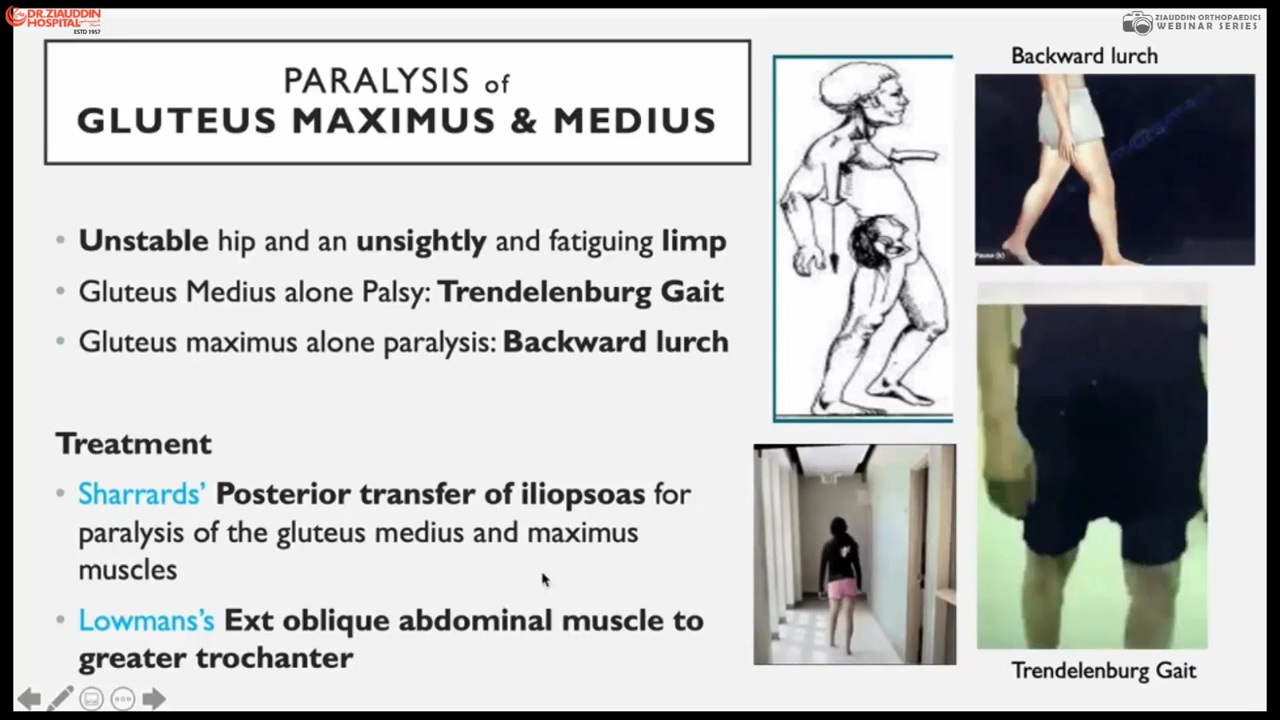 DR.ZIAUDDIN
HOSPITAL
ESTD 1957
ZIAUDDIN ORTHOPAEDICS
WEBINAR SERIES
PARALYSIS of
GLUTEUS MAXIMUS & MEDIUS
• Unstable hip and an unsightly and fatiguing limp
• Gluteus Medius alone Palsy: Trendelenburg Gait
• Gluteus maximus alone paralysis: Backward lurch
Treatment
• Sharrards' Posterior transfer of iliopsoas for
paralysis of the gluteus medius and maximus
muscles
• Lowmans's Ext oblique abdominal muscle to
greater trochanter
Backward lurch
Pause (k)
Trendelenburg Gait